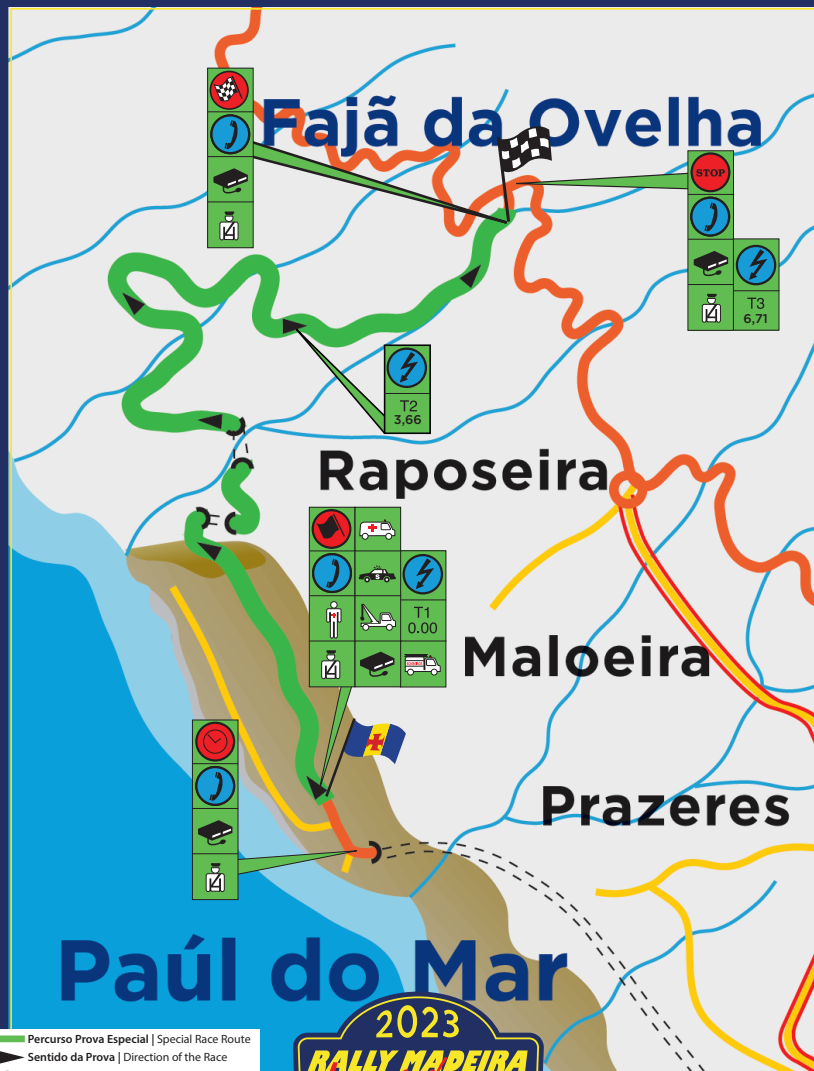 Fajã da Ovelha
STOP
T3
6,71
T2
3,66
Raposeira
T1
0.00
Maloeira
Prazeres
Paúl do Mar
2023
RALLY MADEIRA
Percurso Prova Especial | Special Race Route
Sentido da Prova | Direction of the Race